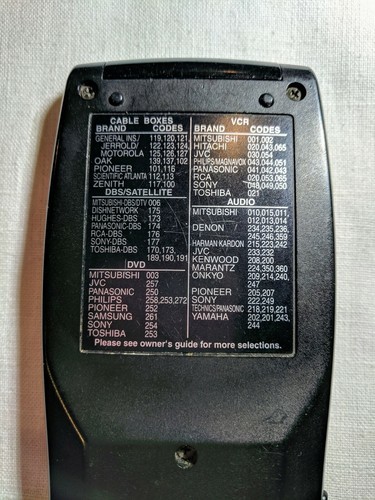 CABLE BOXES
BRAND CODES
GENERAL INS./ 119,120,121,
JERROLD/ 122,123,124,
MOTOROLA 125,126,127
OAK 139,137,102
PIONEER 101,116
SCIENTIFIC ATLANTA 112,113
ZENITH 117,100
DBS/SATELLITE
MITSUBISHI-DBS/DTV 006
DISHNETWORK 175
HUGHES-DBS 173
PANASONIC-DBS 174
RCA-DBS 176
SONY-DBS 177
TOSHIBA-DBS 170,173,
189,190,191
DVD
MITSUBISHI 003
JVC 257
PANASONIC 250
PHILIPS 258,253,272
PIONEER 252
SAMSUNG 261
SONY 254
TOSHIBA 253
VCR
BRAND CODES
MITSUBISHI 001,002
HITACHI 020,043,065
JVC 030,054
PHILIPS/MAGNAVOX 043,044,051
PANASONIC 041,042,043
RCA 020,053,065
SONY 048,049,050
TOSHIBA 021
AUDIO
MITSUBISHI 010,015,011,
012,013,014
DENON 234,235,236,
245,246,359
HARMAN KARDON 215,223,242
JVC 233,232
KENWOOD 208,200
MARANTZ 224,350,360
ONKYO 209,214,240,
247
PIONEER 205,207
SONY 222,249
TECHNICS/PANASONIC 218,219,221
YAMAHA 202,201,243,
244
Please see owner's guide for more selections.